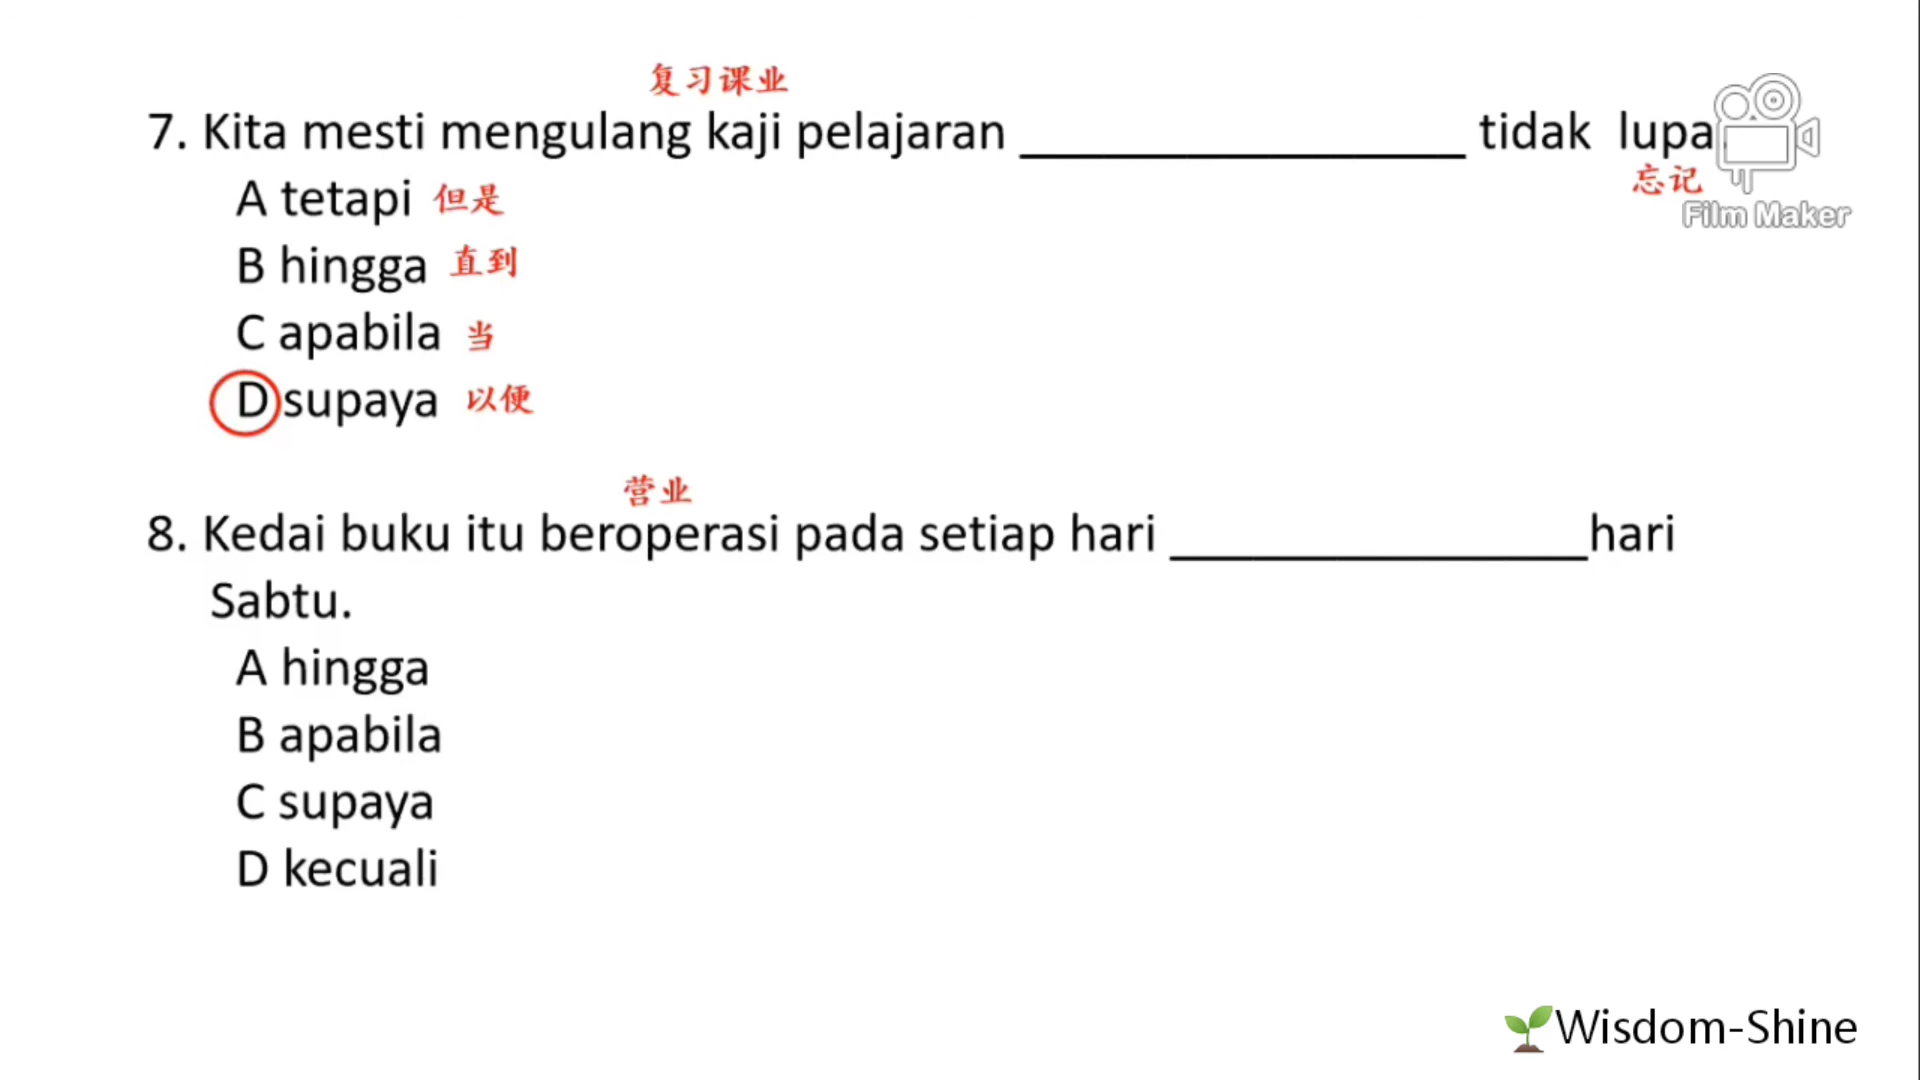 复习课业
7. Kita mesti mengulang kaji pelajaran ________________ tidak lupa.
忘记
Film Maker
A tetapi 但是
B hingga 直到
C apabila 当
D supaya 以便
营业
8. Kedai buku itu beroperasi pada setiap hari _______________hari
Sabtu.
A hingga
B apabila
C supaya
D kecuali
Wisdom-Shine